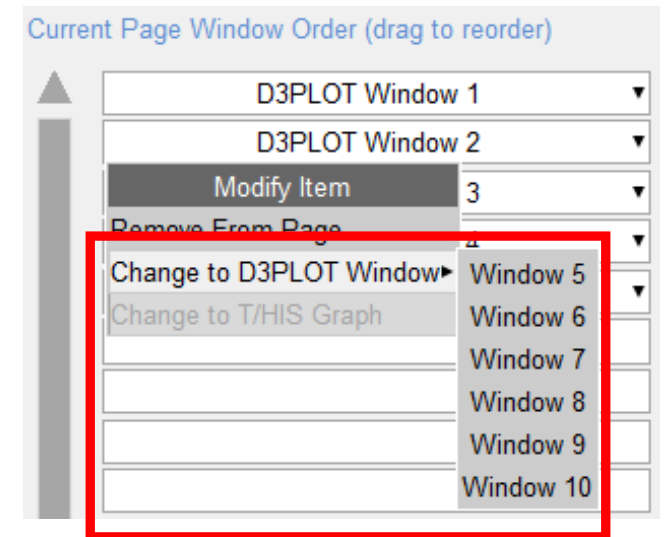 Current Page Window Order (drag to reorder)
D3PLOT Window 1
D3PLOT Window 2
Modify Item
3
Remove From Page
4
Change to D3PLOT Window
Window 5
Change to T/HIS Graph
Window 6
Window 7
Window 8
Window 9
Window 10